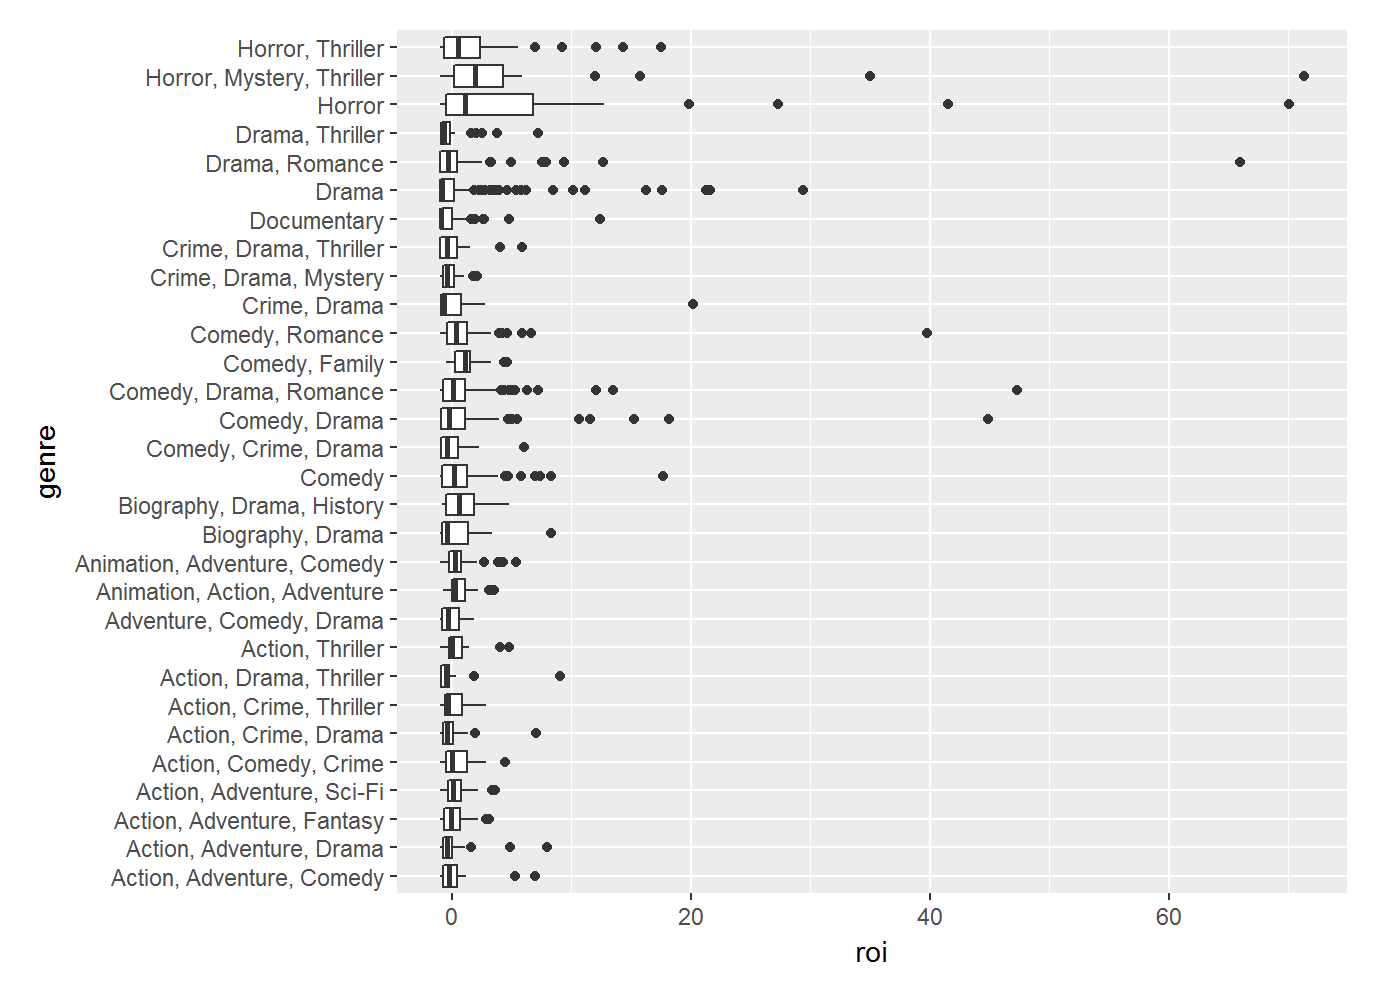 Horror, Thriller
Horror, Mystery, Thriller
Horror
Drama, Thriller
Drama, Romance
Drama
Documentary
Crime, Drama, Thriller
Crime, Drama, Mystery
Crime, Drama
Comedy, Romance
Comedy, Family
Comedy, Drama, Romance
Comedy, Drama
Comedy, Crime, Drama
Comedy
Biography, Drama, History
Biography, Drama
Animation, Adventure, Comedy
Animation, Action, Adventure
Adventure, Comedy, Drama
Action, Thriller
Action, Drama, Thriller
Action, Crime, Thriller
Action, Crime, Drama
Action, Comedy, Crime
Action, Adventure, Sci-Fi
Action, Adventure, Fantasy
Action, Adventure, Drama
Action, Adventure, Comedy
genre
0 20 40 60
roi